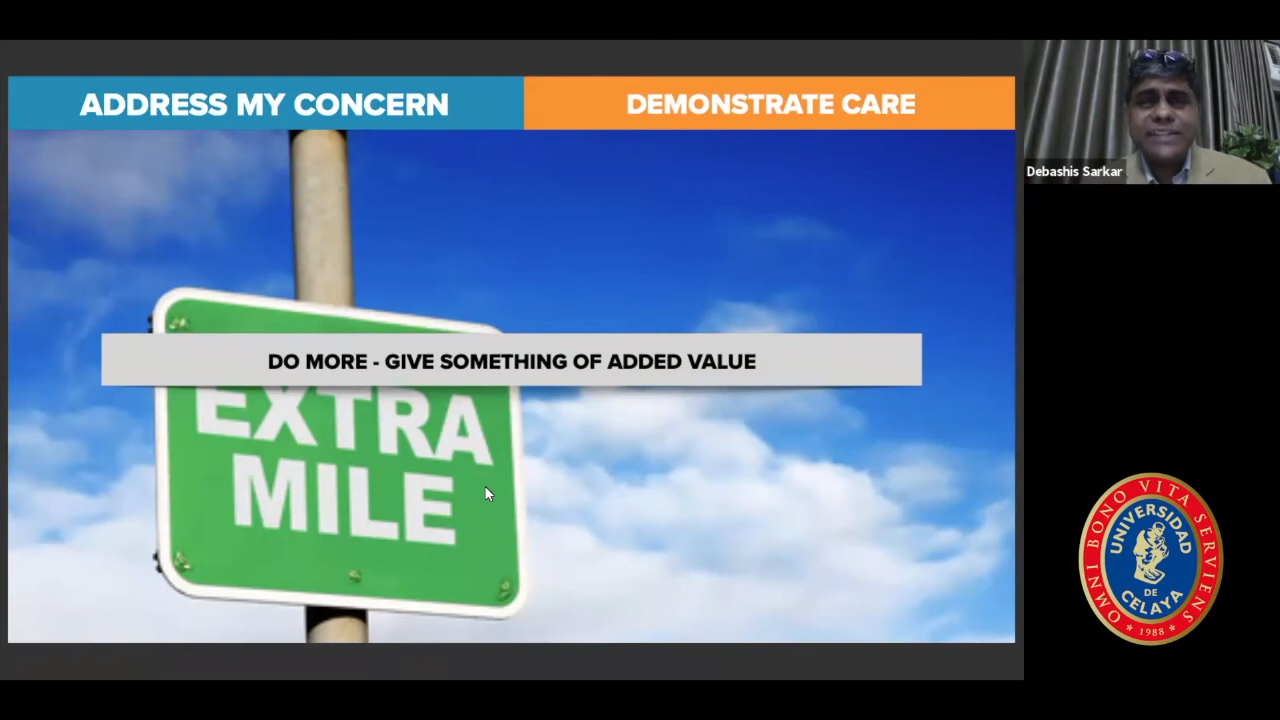 ADDRESS MY CONCERN
DEMONSTRATE CARE
Debashis Sarkar
DO MORE - GIVE SOMETHING OF ADDED VALUE
EXTRA
MILE
OMNI BONO VITA SERVIENS
UNIVERSIDAD
DE
CELAYA
* 1988 *